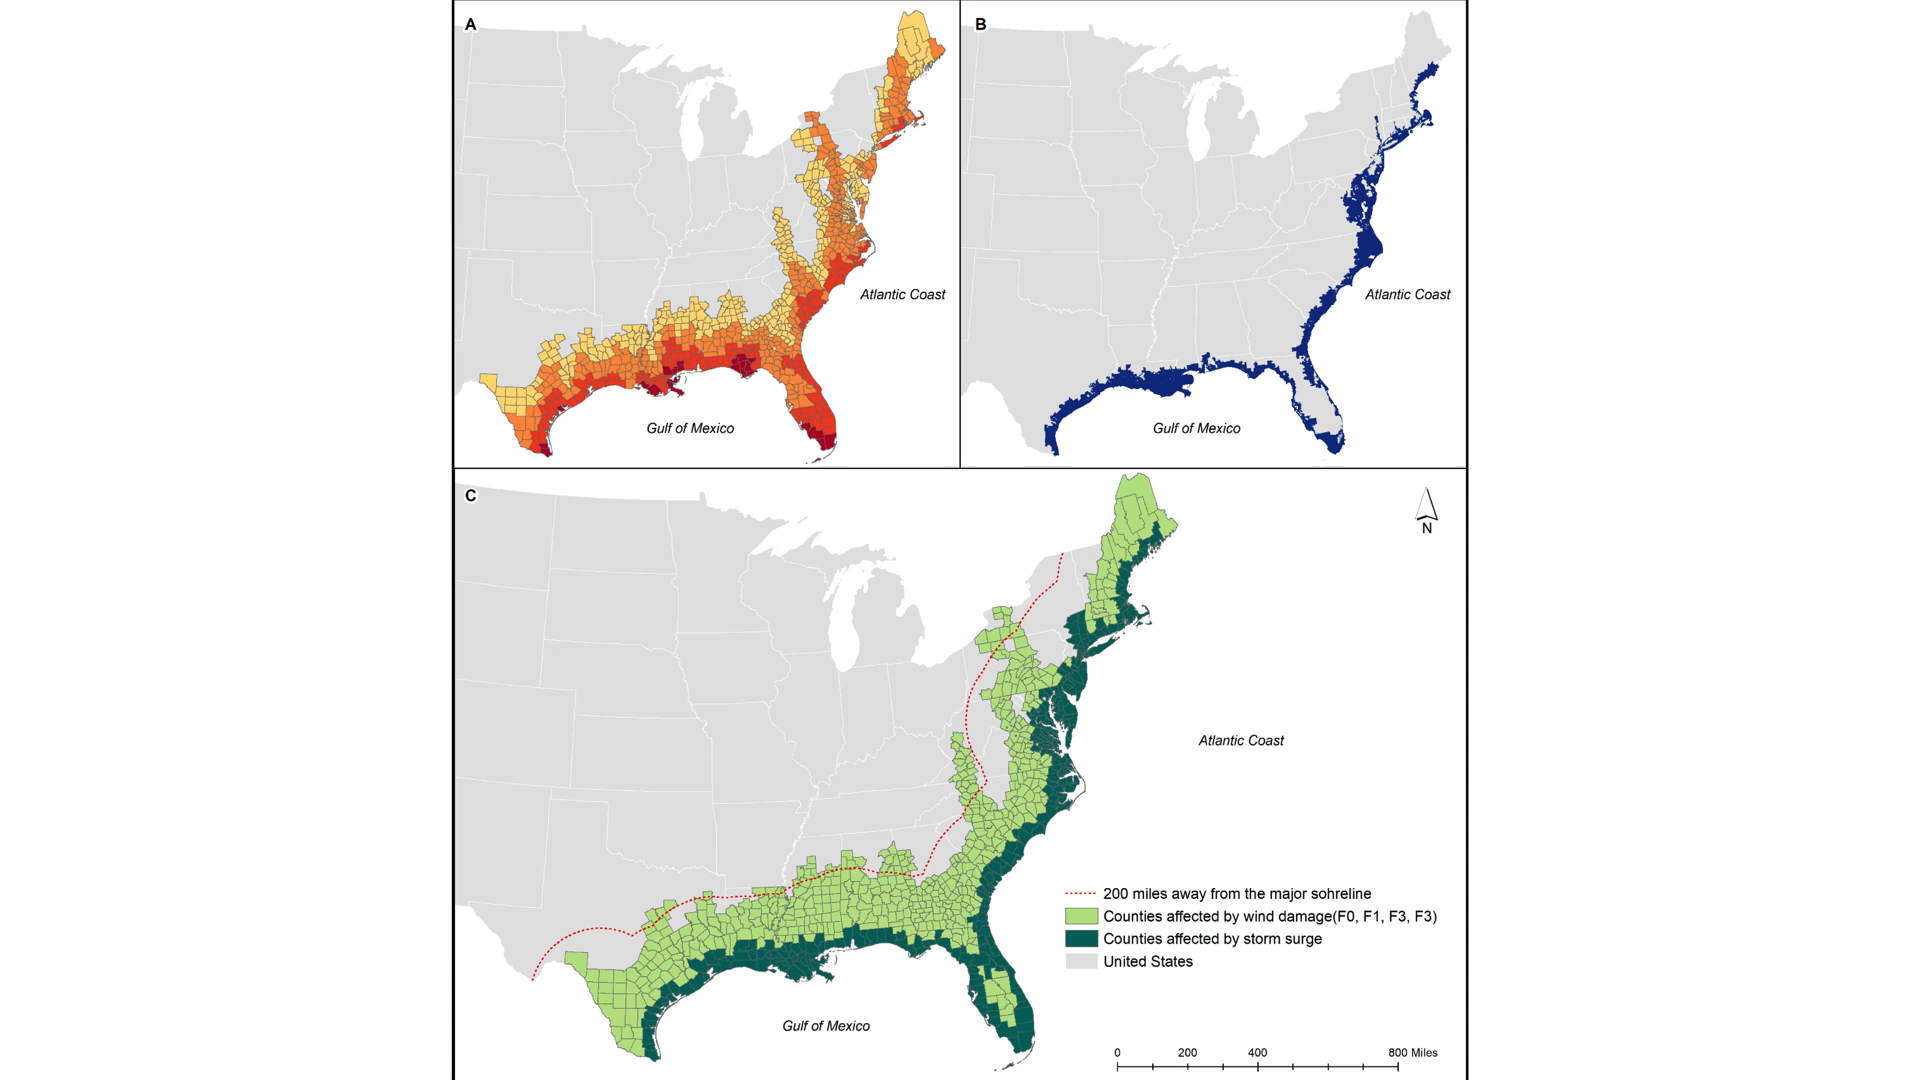 A
B
Atlantic Coast
Atlantic Coast
Gulf of Mexico
Gulf of Mexico
C
N
Atlantic Coast
200 miles away from the major sohreline
Counties affected by wind damage(F0, F1, F3, F3)
Counties affected by storm surge
United States
Gulf of Mexico
0 200 400 800 Miles